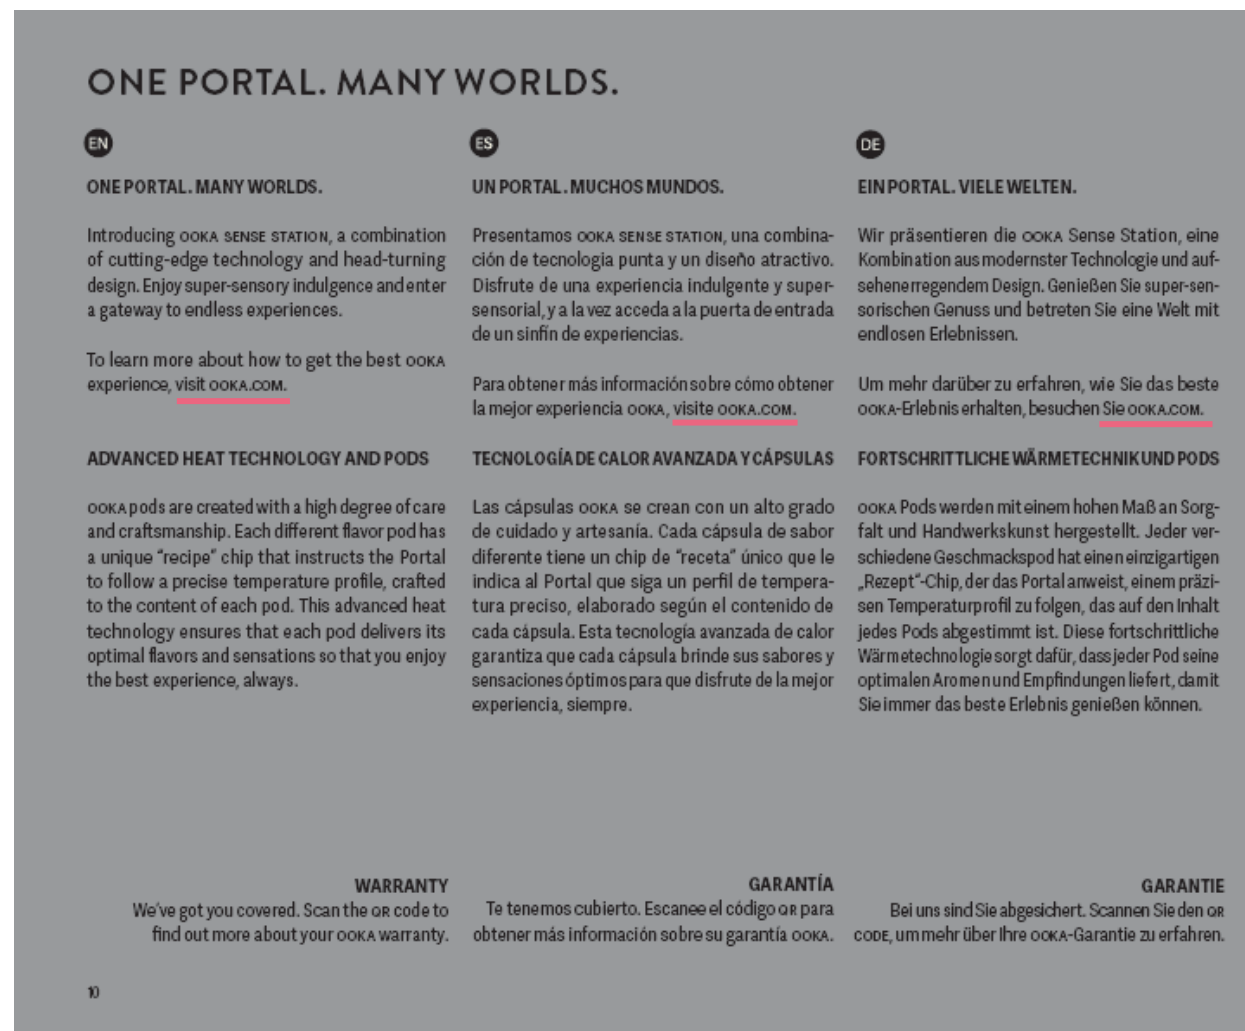 ONE PORTAL. MANY WORLDS.
EN
ONE PORTAL. MANY WORLDS.
Introducing OOKA SENSE STATION, a combination
of cutting-edge technology and head-turning
design. Enjoy super-sensory indulgence and enter
a gateway to endless experiences.
To learn more about how to get the best OOKA
experience, visit OOKA.COM.
ADVANCED HEAT TECHNOLOGY AND PODS
OOKA pods are created with a high degree of care
and craftsmanship. Each different flavor pod has
a unique “recipe” chip that instructs the Portal
to follow a precise temperature profile, crafted
to the content of each pod. This advanced heat
technology ensures that each pod delivers its
optimal flavors and sensations so that you enjoy
the best experience, always.
WARRANTY
We’ve got you covered. Scan the QR code to
find out more about your OOKA warranty.
ES
UN PORTAL. MUCHOS MUNDOS.
Presentamos OOKA SENSE STATION, una combina-
ción de tecnología punta y un diseño atractivo.
Disfrute de una experiencia indulgente y super-
sensorial, y a la vez acceda a la puerta de entrada
de un sinfín de experiencias.
Para obtener más información sobre cómo obtener
la mejor experiencia OOKA, visite OOKA.COM.
TECNOLOGÍA DE CALOR AVANZADA Y CÁPSULAS
Las cápsulas OOKA se crean con un alto grado
de cuidado y artesanía. Cada cápsula de sabor
diferente tiene un chip de “receta” único que le
indica al Portal que siga un perfil de tempera-
tura preciso, elaborado según el contenido de
cada cápsula. Esta tecnología avanzada de calor
garantiza que cada cápsula brinde sus sabores y
sensaciones óptimos para que disfrute de la mejor
experiencia, siempre.
GARANTÍA
Te tenemos cubierto. Escanee el código QR para
obtener más información sobre su garantía OOKA.
DE
EIN PORTAL. VIELE WELTEN.
Wir präsentieren die OOKA Sense Station, eine
Kombination aus modernster Technologie und auf-
sehenerregendem Design. Genießen Sie super-sen-
sorischen Genuss und betreten Sie eine Welt mit
endlosen Erlebnissen.
Um mehr darüber zu erfahren, wie Sie das beste
OOKA-Erlebnis erhalten, besuchen Sie OOKA.COM.
FORTSCHRITTLICHE WÄRMETECHNIK UND PODS
OOKA Pods werden mit einem hohen Maß an Sorg-
falt und Handwerkskunst hergestellt. Jeder ver-
schiedene Geschmackspod hat einen einzigartigen
„Rezept“-Chip, der das Portal anweist, einem präzi-
sen Temperaturprofil zu folgen, das auf den Inhalt
jedes Pods abgestimmt ist. Diese fortschrittliche
Wärmetechnologie sorgt dafür, dass jeder Pod seine
optimalen Aromen und Empfindungen liefert, damit
Sie immer das beste Erlebnis genießen können.
GARANTIE
Bei uns sind Sie abgesichert. Scannen Sie den QR
CODE, um mehr über Ihre OOKA-Garantie zu erfahren.
10